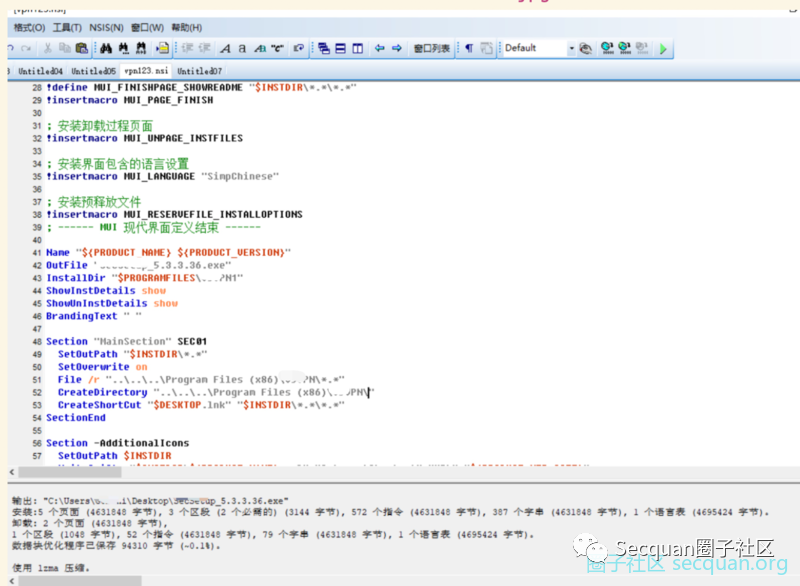 格式(O) 工具(T) NSIS(N) 窗口(W) 帮助(H)
窗口列表 Default
Untitled04 Untitled05 vpn123.nsi Untitled07
28 !define MUI_FINISHPAGE_SHOWREADME "$INSTDIR\*.*\*.*"
29 !insertmacro MUI_PAGE_FINISH
30
31 ; 安装卸载过程页面
32 !insertmacro MUI_UNPAGE_INSTFILES
33
34 ; 安装界面包含的语言设置
35 !insertmacro MUI_LANGUAGE "SimpChinese"
36
37 ; 安装预释放文件
38 !insertmacro MUI_RESERVEFILE_INSTALLOPTIONS
39 ; ------ MUI 现代界面定义结束 ------
40
41 Name "${PRODUCT_NAME} ${PRODUCT_VERSION}"
42 OutFile _5.3.3.36.exe"
43 InstallDir "$PROGRAMFILES\
44 ShowInstDetails show
45 ShowUnInstDetails show
46 BrandingText " "
47
48 Section "MainSection" SEC01
49 SetOutPath "$INSTDIR\*.*"
50 SetOverwrite on
51 File /r "..\..\..\Program Files (x86)\ PN\*.*"
52 CreateDirectory "..\..\..\Program Files (x86)\ PN\"
53 CreateShortCut "$DESKTOP.lnk" "$INSTDIR\*.*\*.*"
54 SectionEnd
55
56 Section -AdditionalIcons
57 SetOutPath $INSTDIR
输出: "C:\Users\ \Desktop\ _5.3.3.36.exe"
安装:5 个页面 (4631848 字节), 3 个区段 (2 个必需的) (3144 字节), 572 个指令 (4631848 字节), 387 个字串 (4631848 字节), 1 个语言表 (4695424 字节)。
卸载: 2 个页面 (4631848 字节),
1 个区段 (1048 字节), 52 个指令 (4631848 字节), 79 个字串 (4631848 字节), 1 个语言表 (4695424 字节)。
数据块优化程序已保存 94310 字节 (~0.1%)。
使用 lzma 压缩。
Secquan圈子社区
圈子社区 secquan.org